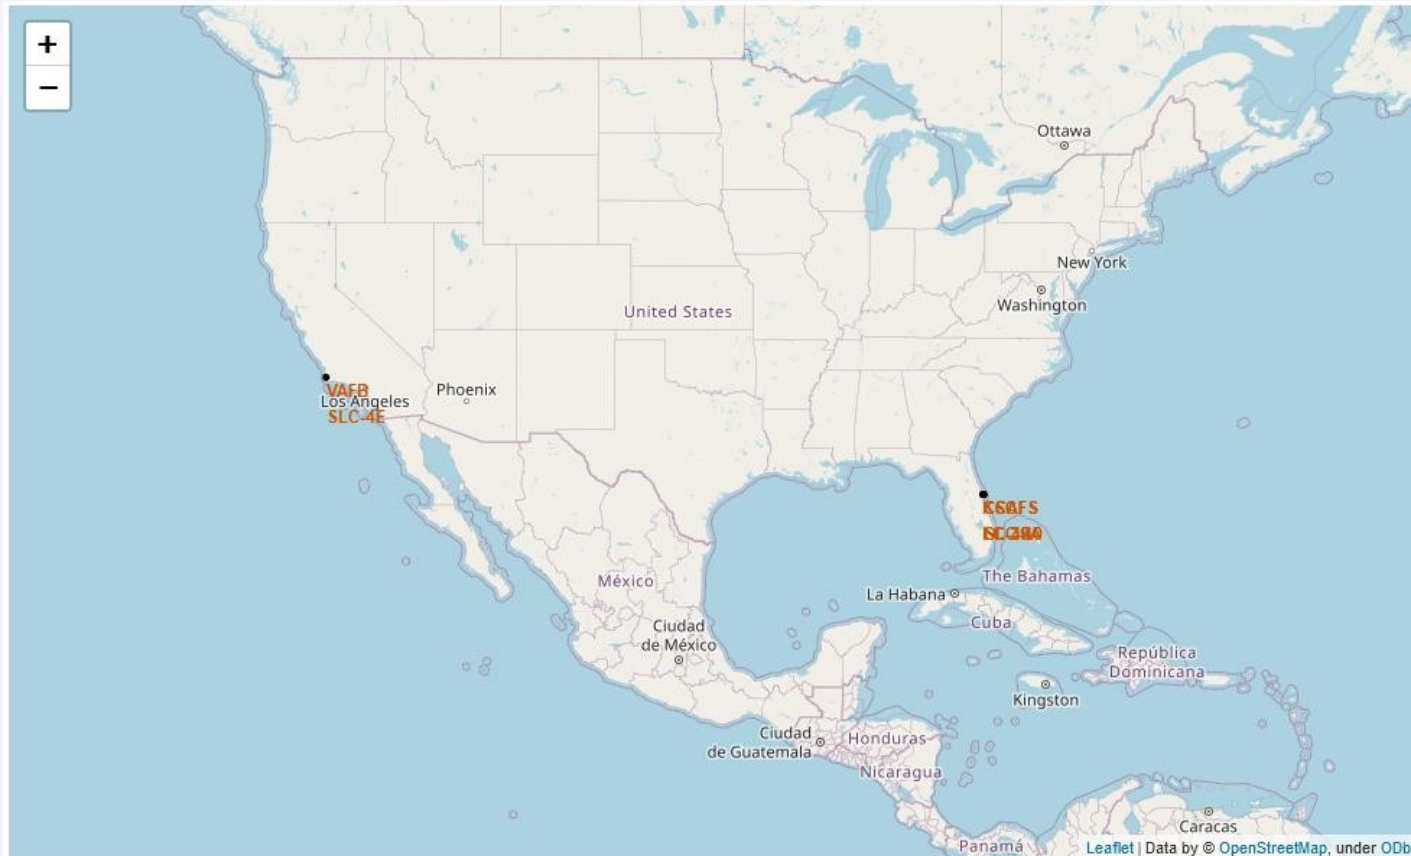 +
−
Ottawa
New York
Washington
United States
VAFB
Los Angeles
SLC-4E
Phoenix
The Bahamas
La Habana
Cuba
México
Ciudad
de México
República
Dominicana
Kingston
Ciudad
de Guatemala
Honduras
Nicaragua
Caracas
Panamá
Leaflet | Data by © OpenStreetMap, under ODb